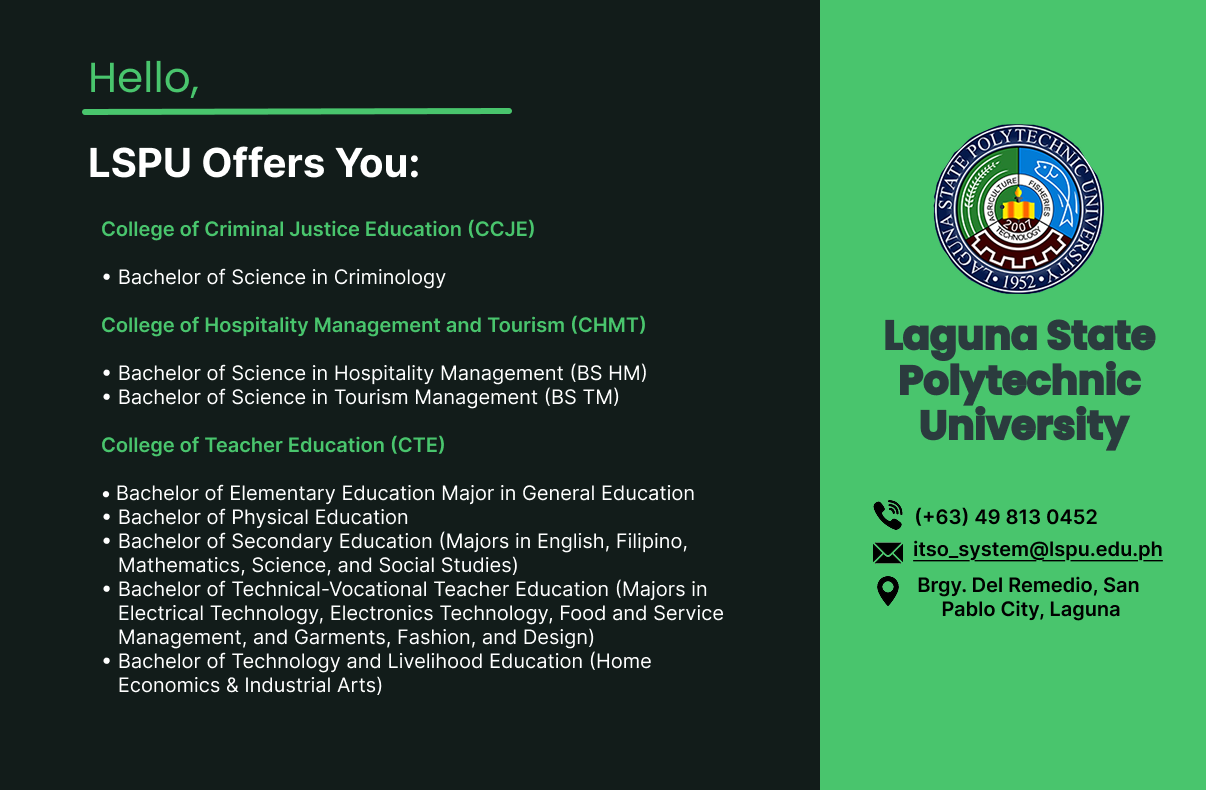 Hello,
LSPU Offers You:
College of Criminal Justice Education (CCJE)
• Bachelor of Science in Criminology
College of Hospitality Management and Tourism (CHMT)
• Bachelor of Science in Hospitality Management (BS HM)
• Bachelor of Science in Tourism Management (BS TM)
College of Teacher Education (CTE)
• Bachelor of Elementary Education Major in General Education
• Bachelor of Physical Education
• Bachelor of Secondary Education (Majors in English, Filipino,
Mathematics, Science, and Social Studies)
• Bachelor of Technical-Vocational Teacher Education (Majors in
Electrical Technology, Electronics Technology, Food and Service
Management, and Garments, Fashion, and Design)
• Bachelor of Technology and Livelihood Education (Home
Economics & Industrial Arts)
LAGUNA STATE POLYTECHNIC UNIVERSITY
• 1952 •
AGRICULTURE
FISHERIES
2007
TECHNOLOGY
Laguna State
Polytechnic
University
(+63) 49 813 0452
itso_system@lspu.edu.ph
Brgy. Del Remedio, San
Pablo City, Laguna